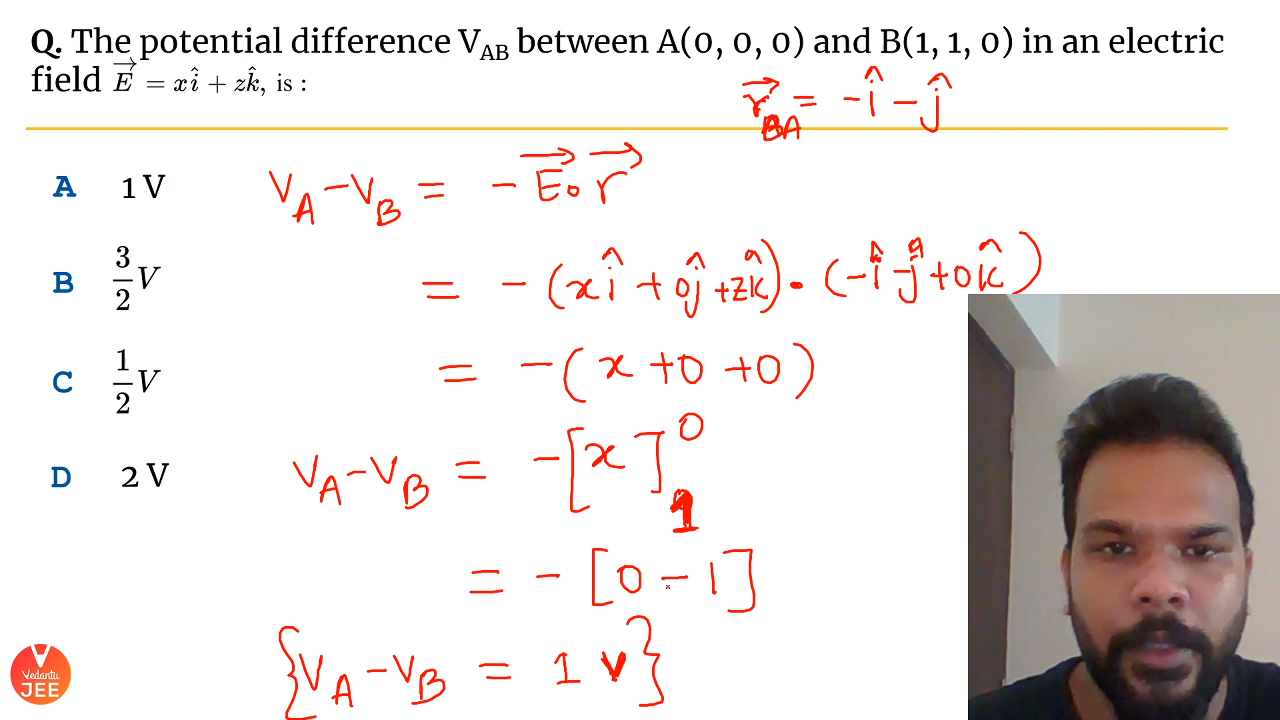 Q. The potential difference V_AB between A(0, 0, 0) and B(1, 1, 0) in an electric
field E⃗ = xî + zk̂, is :
r⃗_BA = -î - ĵ
A 1 V
V_A - V_B = - E⃗ . r⃗
B 3/2 V
= - (xî + 0ĵ + zk̂) . (-î - ĵ + 0k̂)
C 1/2 V
= - (x + 0 + 0)
D 2 V
V_A - V_B = - [x]⁰₁
= - [0 - 1]
{V_A - V_B = 1 V}
Vedantu
JEE